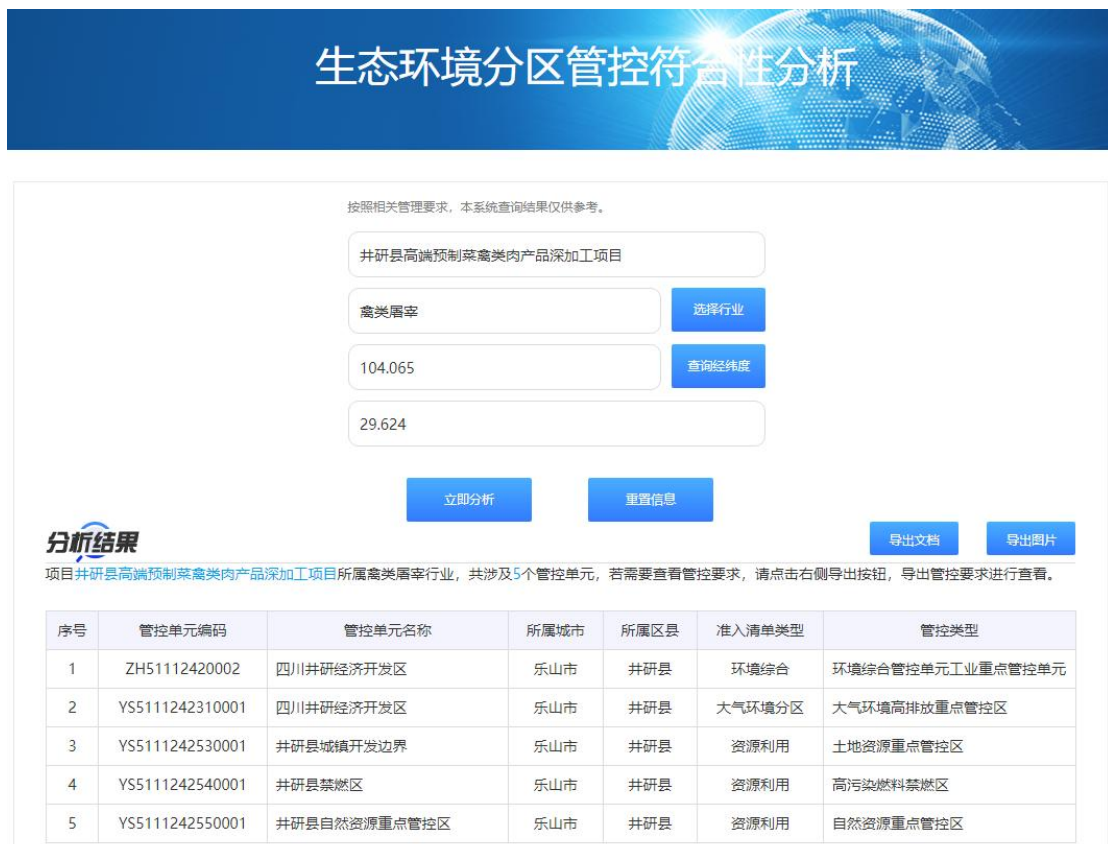 生态环境分区管控符合性分析
按照相关管理要求，本系统查询结果仅供参考。
井研县高端预制菜禽类肉产品深加工项目
禽类屠宰
选择行业
104.065
查询经纬度
29.624
立即分析
重置信息
分析结果
导出文档
导出图片
项目井研县高端预制菜禽类肉产品深加工项目所属禽类屠宰行业，共涉及5个管控单元，若需要查看管控要求，请点击右侧导出按钮，导出管控要求进行查看。
序号 管控单元编码 管控单元名称 所属城市 所属区县 准入清单类型 管控类型
1 ZH51112420002 四川井研经济开发区 乐山市 井研县 环境综合 环境综合管控单元工业重点管控单元
2 YS5111242310001 四川井研经济开发区 乐山市 井研县 大气环境分区 大气环境高排放重点管控区
3 YS5111242530001 井研县城镇开发边界 乐山市 井研县 资源利用 土地资源重点管控区
4 YS5111242540001 井研县禁燃区 乐山市 井研县 资源利用 高污染燃料禁燃区
5 YS5111242550001 井研县自然资源重点管控区 乐山市 井研县 资源利用 自然资源重点管控区